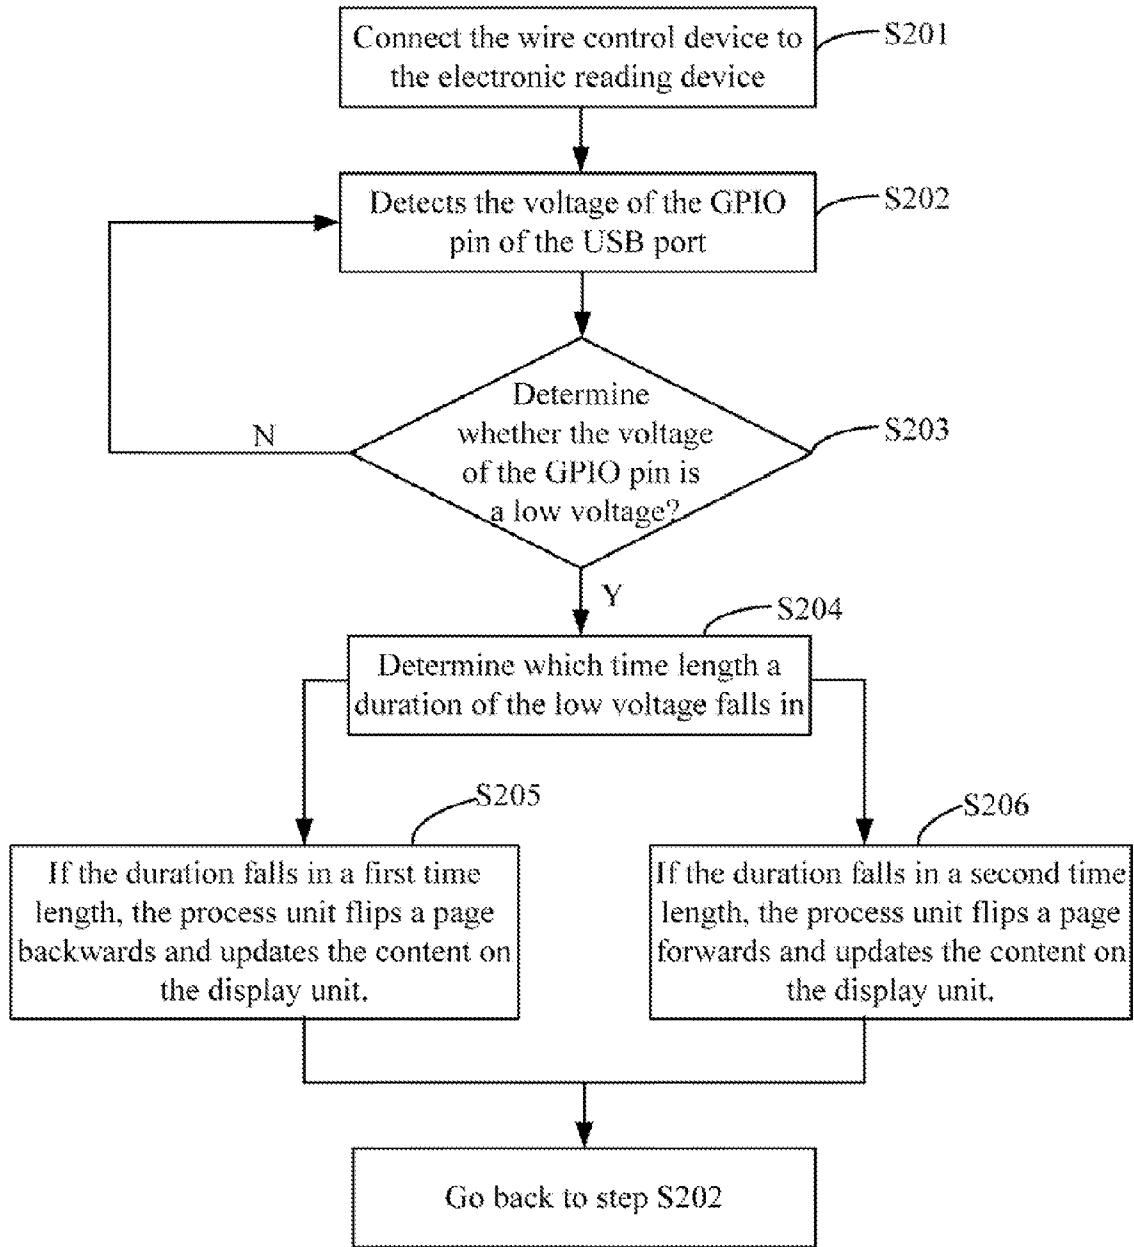 Connect the wire control device to
the electronic reading device
S201
Detects the voltage of the GPIO
pin of the USB port
S202
Determine
whether the voltage
of the GPIO pin is
a low voltage?
S203
N
Y
S204
Determine which time length a
duration of the low voltage falls in
S205
S206
If the duration falls in a first time
length, the process unit flips a page
backwards and updates the content on
the display unit.
If the duration falls in a second time
length, the process unit flips a page
forwards and updates the content on
the display unit.
Go back to step S202